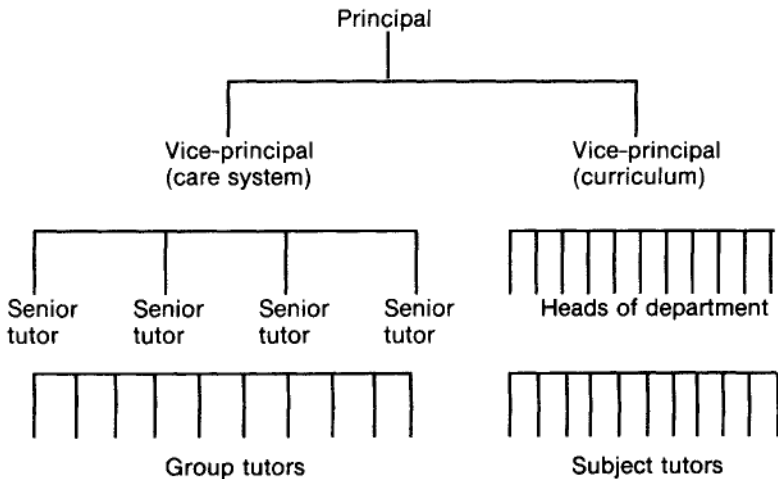 Principal
Vice-principal
(care system)
Vice-principal
(curriculum)
Senior
tutor
Senior
tutor
Senior
tutor
Senior
tutor
Heads of department
Group tutors
Subject tutors